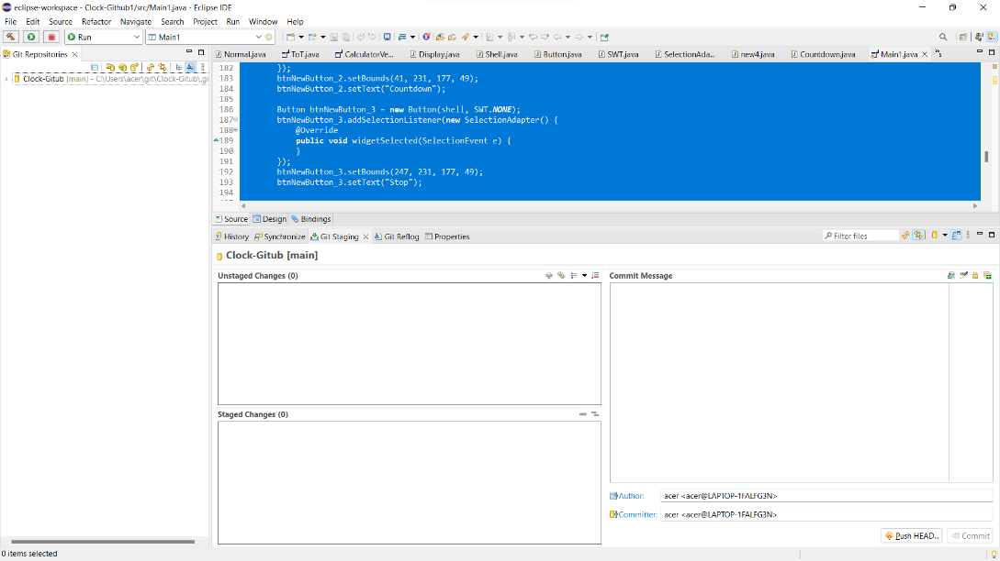 eclipse-workspace - Clock-Github1/src/Main1.java - Eclipse IDE
File Edit Source Refactor Navigate Search Project Run Window Help
Run Main1
Git Repositories
Normal.java ToT.java CalculatorVe... Display.java Shell.java Button.java SWT.java SelectionAda... new4.java Countdown.java Main1.java
Clock-Gitub [main] - C:\Users\acer\git\Clock-Gitub\.gi
182 });
183 btnNewButton_2.setBounds(41, 231, 177, 49);
184 btnNewButton_2.setText("Countdown");
185
186 Button btnNewButton_3 = new Button(shell, SWT.NONE);
187 btnNewButton_3.addSelectionListener(new SelectionAdapter() {
188 @Override
189 public void widgetSelected(SelectionEvent e) {
190 }
191 });
192 btnNewButton_3.setBounds(247, 231, 177, 49);
193 btnNewButton_3.setText("Stop");
194
Source Design Bindings
History Synchronize Git Staging Git Reflog Properties
Filter files
Clock-Gitub [main]
Unstaged Changes (0)
Commit Message
Staged Changes (0)
Author: acer <acer@LAPTOP-1FALFG3N>
Committer: acer <acer@LAPTOP-1FALFG3N>
Push HEAD... Commit
0 items selected